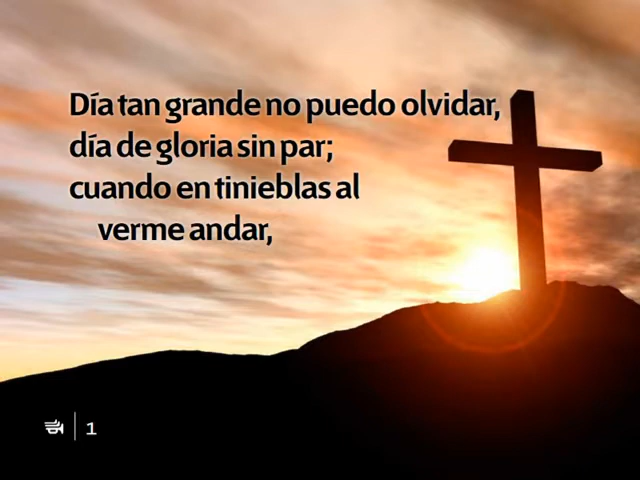 Día tan grande no puedo olvidar,
día de gloria sin par;
cuando en tinieblas al
verme andar,
1